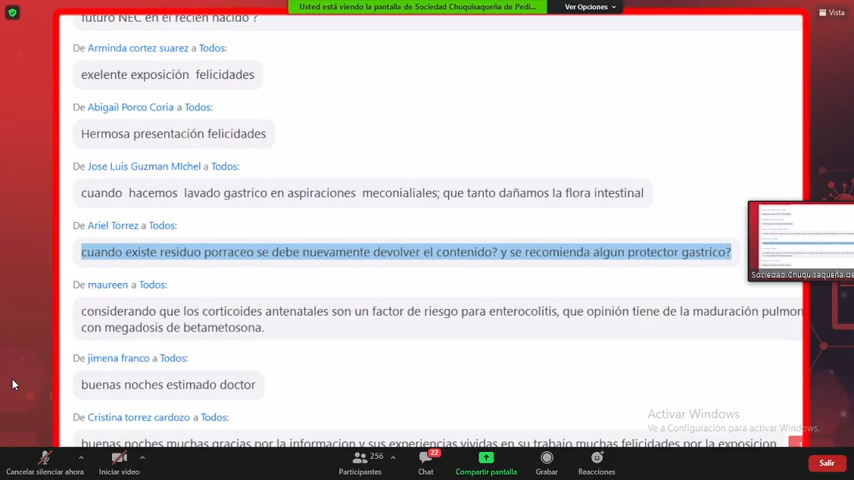 Usted está viendo la pantalla de Sociedad Chuquisaqueña de Pedi...
Ver Opciones
Vista
futuro NEC en el recien nacido ?
De Arminda cortez suarez a Todos:
exelente exposición felicidades
De Abigail Porco Coria a Todos:
Hermosa presentación felicidades
De Jose Luis Guzman MIchel a Todos:
cuando hacemos lavado gastrico en aspiraciones meconialiales; que tanto dañamos la flora intestinal
De Ariel Torrez a Todos:
cuando existe residuo porraceo se debe nuevamente devolver el contenido? y se recomienda algun protector gastrico?
Sociedad Chuquisaqueña de
De maureen a Todos:
considerando que los corticoides antenatales son un factor de riesgo para enterocolitis, que opinión tiene de la maduración pulmon
con megadosis de betametosona.
De jimena franco a Todos:
buenas noches estimado doctor
De Cristina torrez cardozo a Todos:
buenas noches muchas gracias por la informacion y sus experiencias vividas en su trabajo muchas felicidades por la exposicion
Activar Windows
Ve a Configuración para activar Windows.
Cancelar silenciar ahora
Iniciar video
256
Participantes
22
Chat
Compartir pantalla
Grabar
Reacciones
Salir